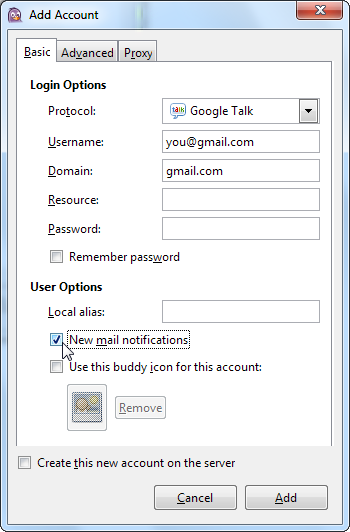 Add Account
Basic Advanced Proxy
Login Options
Protocol: talk Google Talk
Username: you@gmail.com
Domain: gmail.com
Resource:
Password:
Remember password
User Options
Local alias:
New mail notifications
Use this buddy icon for this account:
Remove
Create this new account on the server
Cancel Add